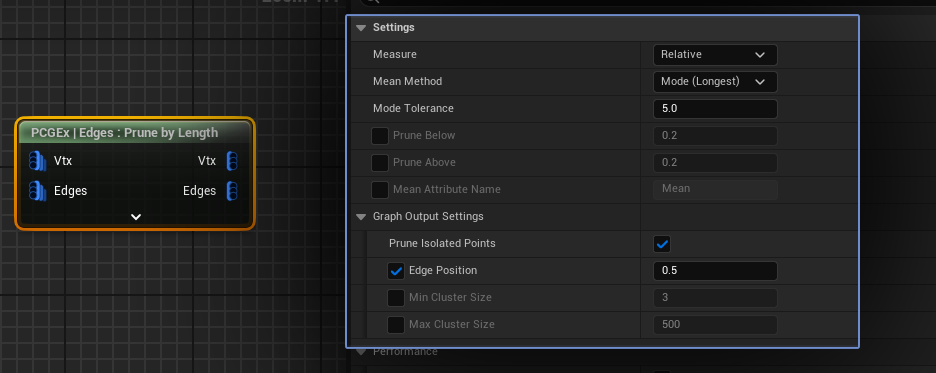 Settings
Measure Relative
Mean Method Mode (Longest)
Mode Tolerance 5.0
PCGEx | Edges : Prune by Length
Prune Below 0.2
Vtx Vtx
Prune Above 0.2
Edges Edges
Mean Attribute Name Mean
Graph Output Settings
Prune Isolated Points
Edge Position 0.5
Min Cluster Size 3
Max Cluster Size 500
Performance